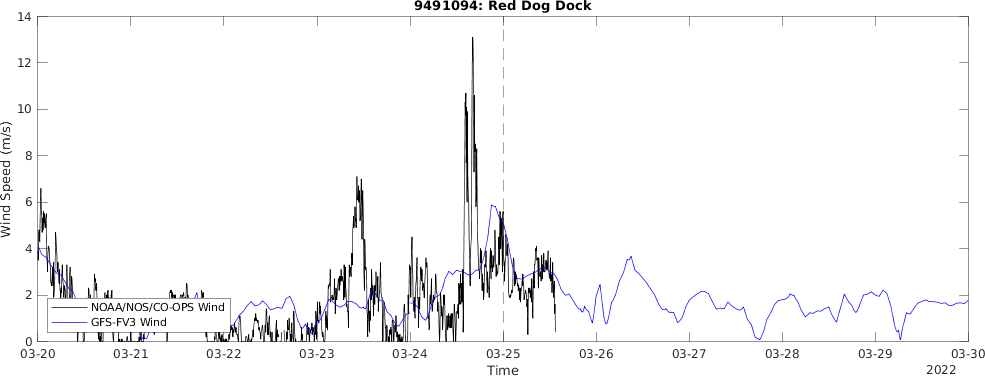 9491094: Red Dog Dock
14
12
10
8
6
4
2
0
Wind Speed (m/s)
NOAA/NOS/CO-OPS Wind
GFS-FV3 Wind
03-20 03-21 03-22 03-23 03-24 03-25 03-26 03-27 03-28 03-29 03-30
Time
2022